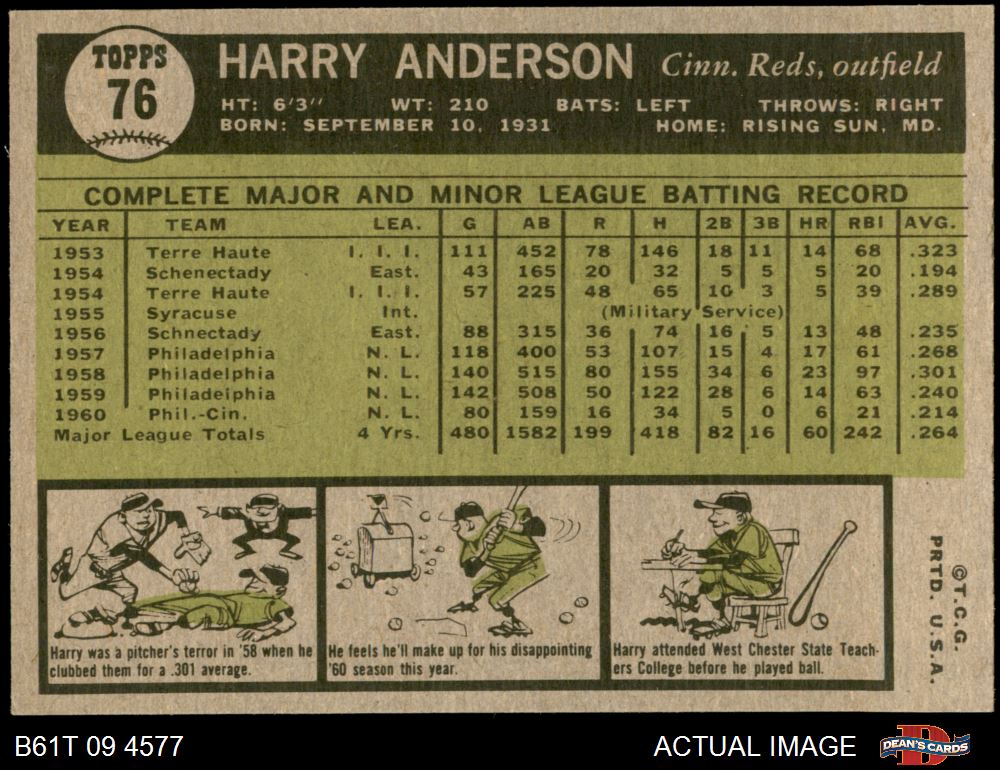 TOPPS
76
HARRY ANDERSON Cinn. Reds, outfield
HT: 6'3'' WT: 210 BATS: LEFT THROWS: RIGHT
BORN: SEPTEMBER 10, 1931 HOME: RISING SUN, MD.
COMPLETE MAJOR AND MINOR LEAGUE BATTING RECORD
YEAR TEAM LEA. G AB R H 2B 3B HR RBI AVG.
1953 Terre Haute I. I. I. 111 452 78 146 18 11 14 68 .323
1954 Schenectady East. 43 165 20 32 5 5 5 20 .194
1954 Terre Haute I. I. I. 57 225 48 65 10 3 5 39 .289
1955 Syracuse Int. (Military Service)
1956 Schnectady East. 88 315 36 74 16 5 13 48 .235
1957 Philadelphia N. L. 118 400 53 107 15 4 17 61 .268
1958 Philadelphia N. L. 140 515 80 155 34 6 23 97 .301
1959 Philadelphia N. L. 142 508 50 122 28 6 14 63 .240
1960 Phil.-Cin. N. L. 80 159 16 34 5 0 6 21 .214
Major League Totals 4 Yrs. 480 1582 199 418 82 16 60 242 .264
Harry was a pitcher's terror in '58 when he
clubbed them for a .301 average.
He feels he'll make up for his disappointing
'60 season this year.
Harry attended West Chester State Teach-
ers College before he played ball.
©T.C.G.
PRTD. U.S.A.
B61T 09 4577
ACTUAL IMAGE
D
DEAN'S CARDS